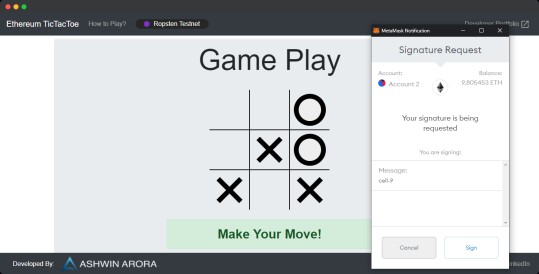 Ethereum TicTacToe
How to Play?
Ropsten Testnet
Developer Portfolio
MetaMask Notification
Signature Request
Account:
Balance:
Account 2
9.805453 ETH
Game Play
Your signature is being
requested
You are signing:
Message:
cell-9
Make Your Move!
Cancel
Sign
Developed By:
ASHWIN ARORA
LinkedIn